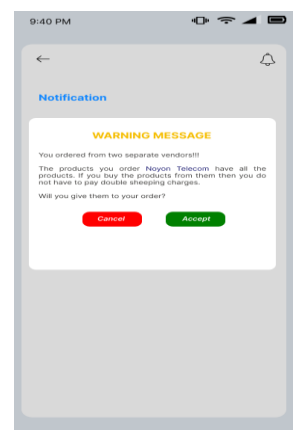 9:40 PM
Notification
WARNING MESSAGE
You ordered from two separate vendors!!!
The products you order Noyon Telecom have all the
products. If you buy the products from them then you do
not have to pay double sheeping charges.
Will you give them to your order?
Cancel Accept